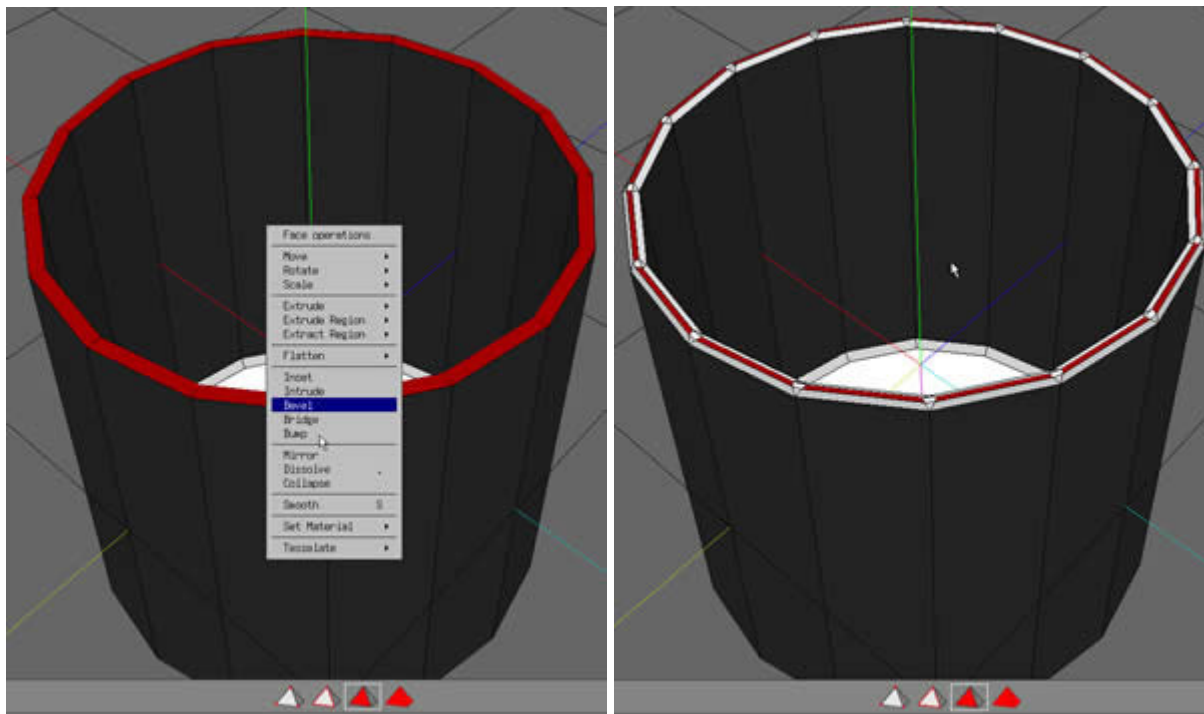 Face operations
Move
Rotate
Scale
Extrude
Extrude Region
Extract Region
Flatten
Inset
Intrude
Bevel
Bridge
Bump
Mirror
Dissolve
Collapse
Smooth S
Set Material
Tesselate